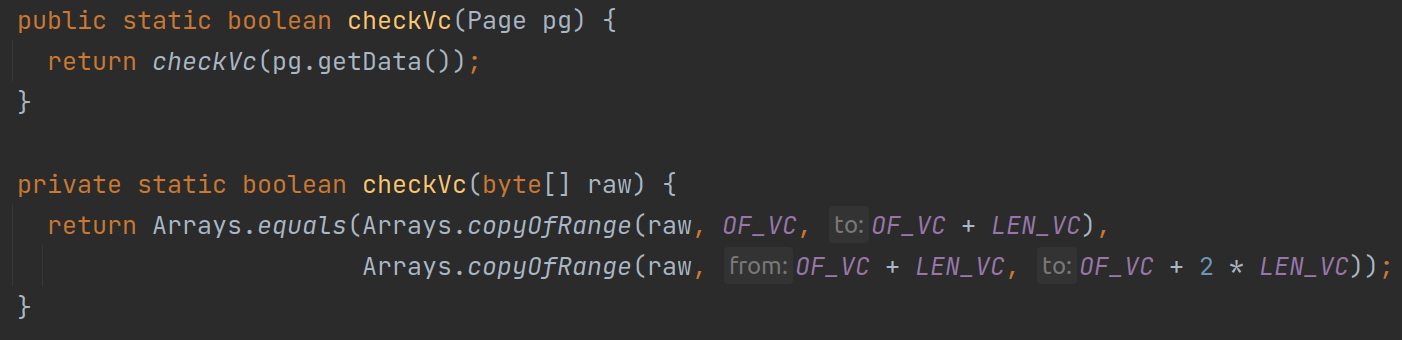 public static boolean checkVc(Page pg) {
return checkVc(pg.getData());
}
private static boolean checkVc(byte[] raw) {
return Arrays.equals(Arrays.copyOfRange(raw, OF_VC, to: OF_VC + LEN_VC),
Arrays.copyOfRange(raw, from: OF_VC + LEN_VC, to: OF_VC + 2 * LEN_VC));
}